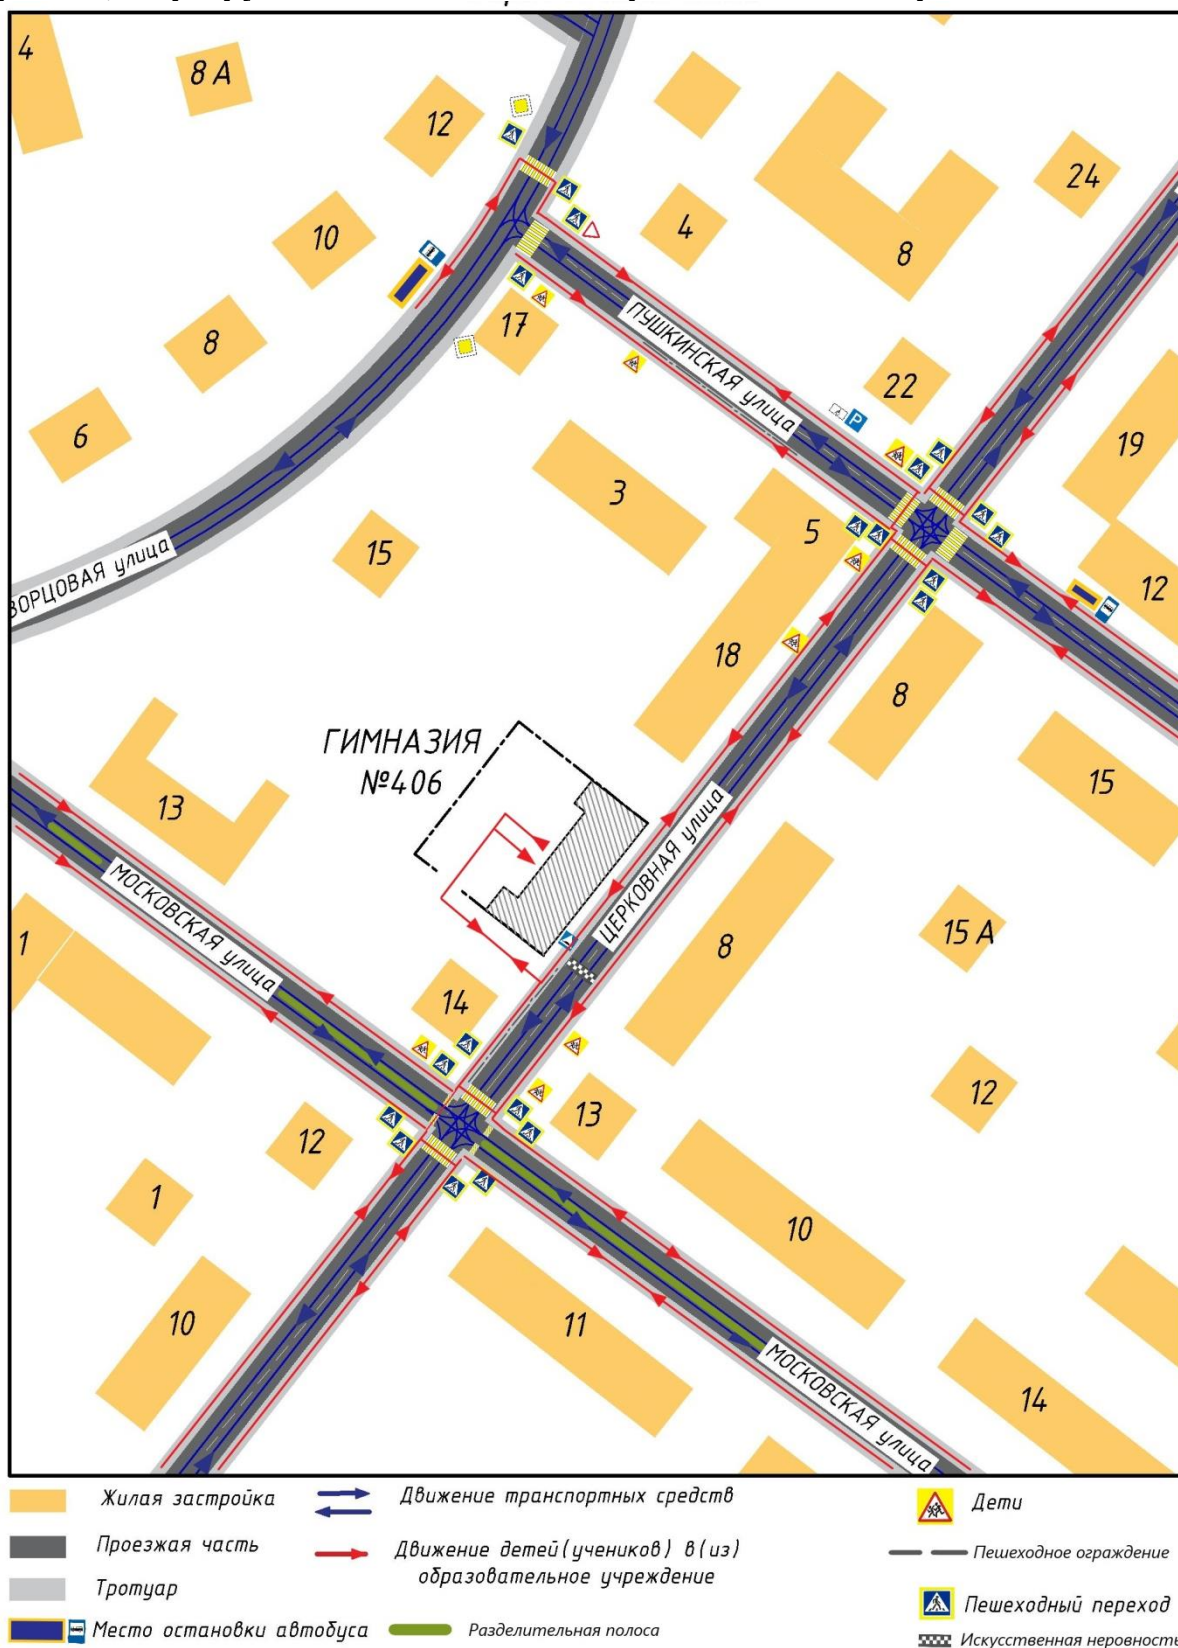 4
8 А
12
10
4
24
8
8
17
ПУШКИНСКАЯ улица
22
Р
6
19
3
5
15
ВОРЦОВАЯ улица
12
18
8
ГИМНАЗИЯ
№406
15
13
ЦЕРКОВНАЯ улица
МОСКОВСКАЯ улица
1
8
15 А
14
12
13
12
1
10
10
11
МОСКОВСКАЯ улица
14
Жилая застройка
Движение транспортных средств
Дети
Проезжая часть
Движение детей(учеников) в(из)
образовательное учреждение
Пешеходное ограждение
Тротуар
Пешеходный переход
Место остановки автобуса
Разделительная полоса
Искусственная неровность